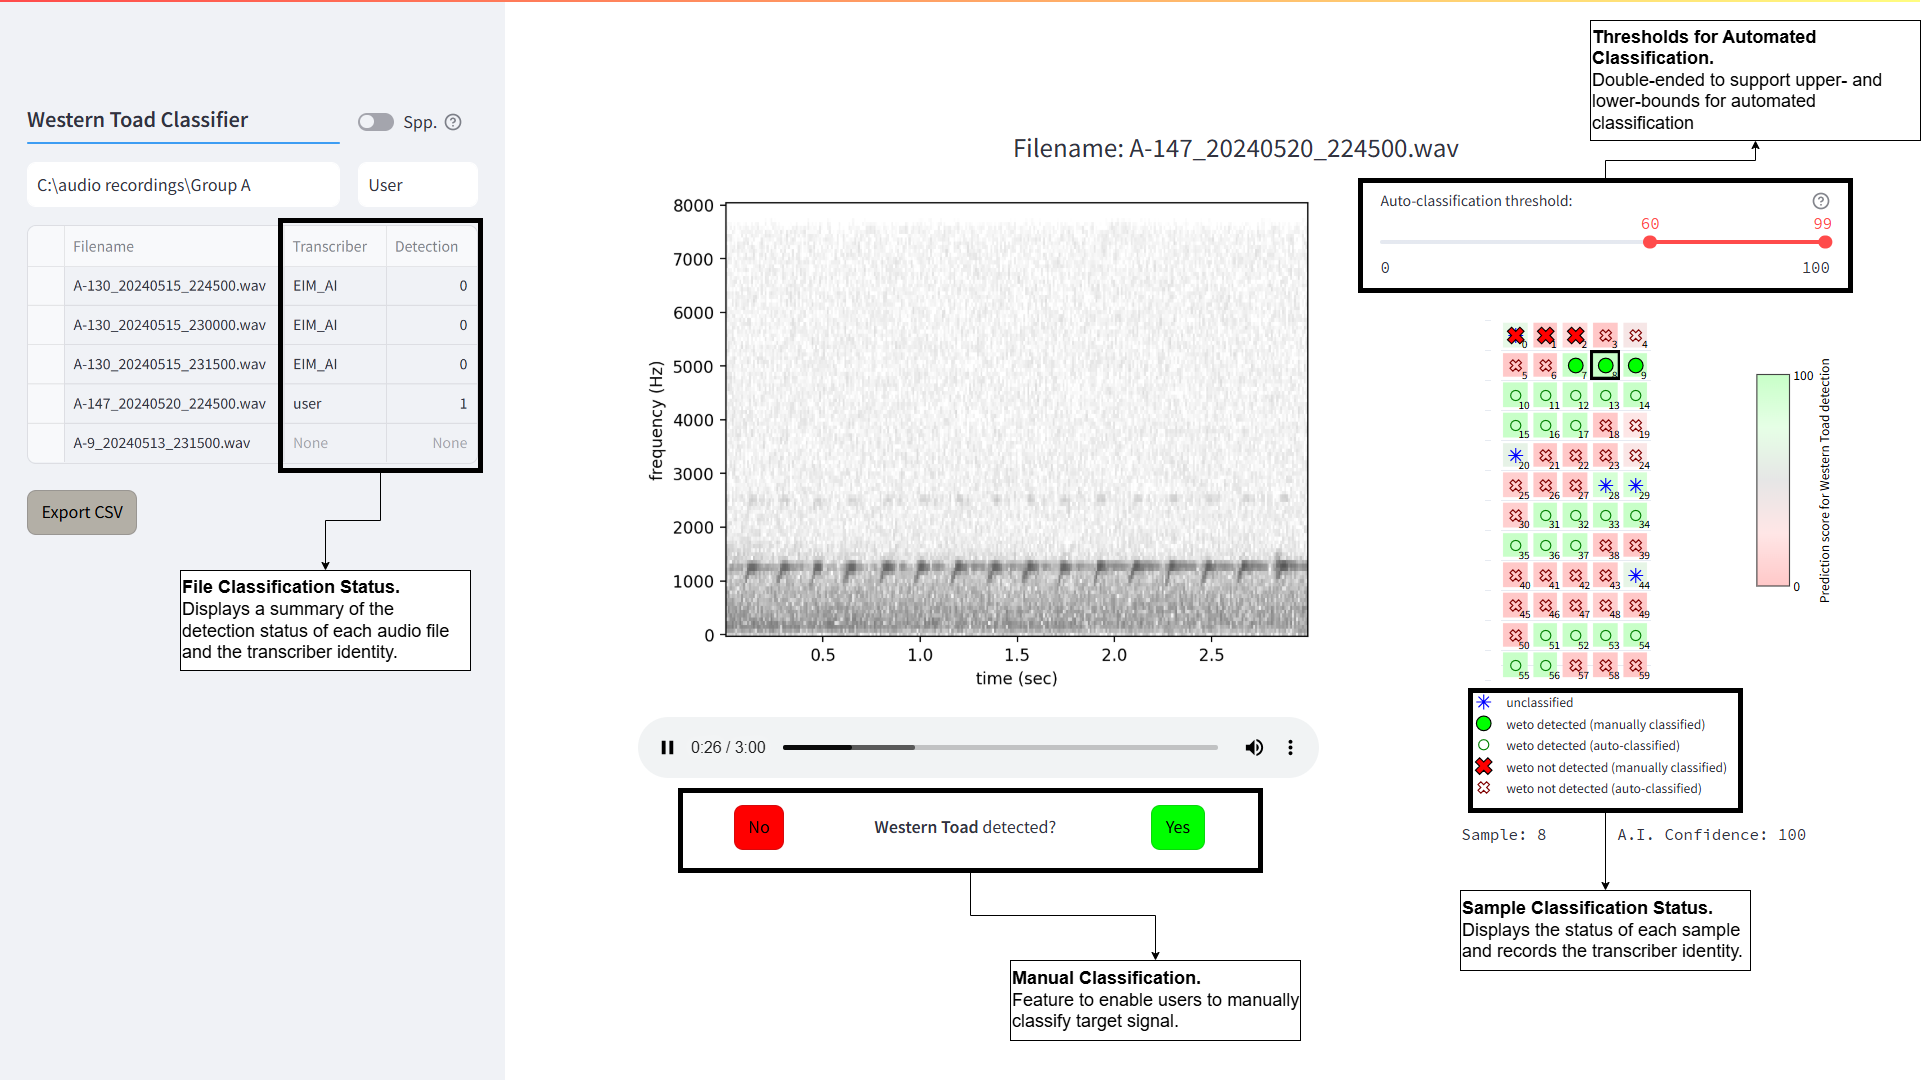 Western Toad Classifier
Spp.
C:\audio recordings\Group A
User
Filename Transcriber Detection
A-130_20240515_224500.wav EIM_AI 0
A-130_20240515_230000.wav EIM_AI 0
A-130_20240515_231500.wav EIM_AI 0
A-147_20240520_224500.wav user 1
A-9_20240513_231500.wav None None
Export CSV
File Classification Status.
Displays a summary of the
detection status of each audio file
and the transcriber identity.
Filename: A-147_20240520_224500.wav
frequency (Hz)
8000
7000
6000
5000
4000
3000
2000
1000
0
0.5 1.0 1.5 2.0 2.5
time (sec)
0:26 / 3:00
No
Western Toad detected?
Yes
Manual Classification.
Feature to enable users to manually
classify target signal.
Thresholds for Automated
Classification.
Double-ended to support upper- and
lower-bounds for automated
classification
Auto-classification threshold:
60 99
0 100
0 1 2 3 4
5 6 7 8 9
10 11 12 13 14
15 16 17 18 19
20 21 22 23 24
25 26 27 28 29
30 31 32 33 34
35 36 37 38 39
40 41 42 43 44
45 46 47 48 49
50 51 52 53 54
55 56 57 58 59
100
0
Prediction score for Western Toad detection
unclassified
weto detected (manually classified)
weto detected (auto-classified)
weto not detected (manually classified)
weto not detected (auto-classified)
Sample: 8
A.I. Confidence: 100
Sample Classification Status.
Displays the status of each sample
and records the transcriber identity.